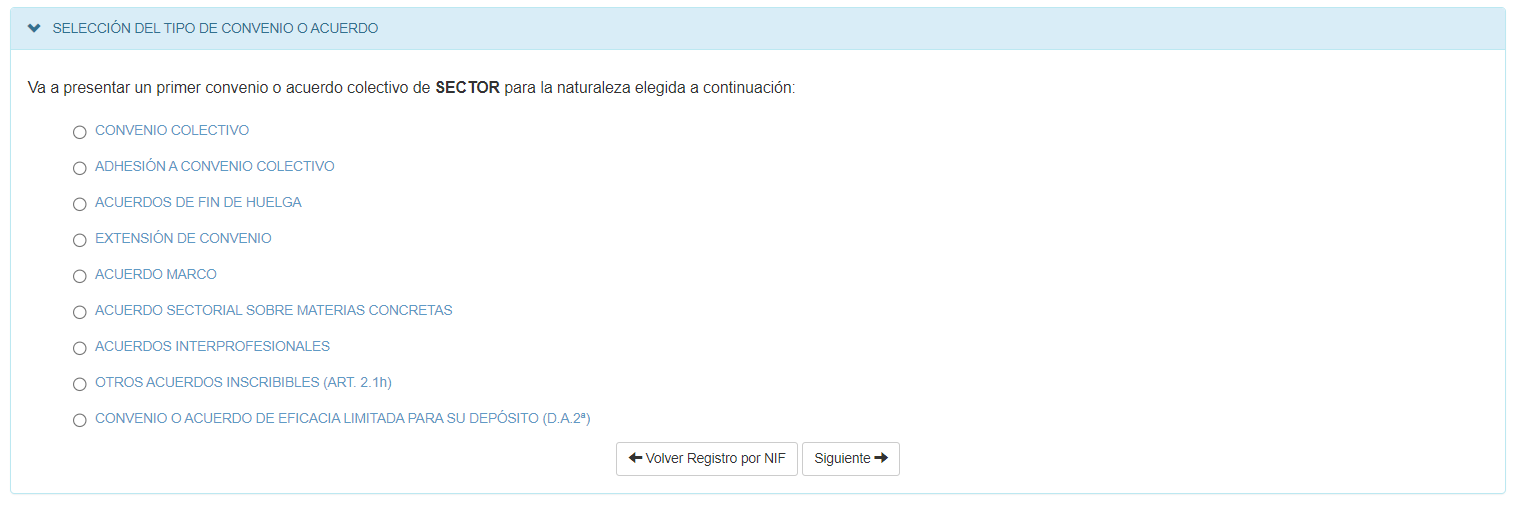 SELECCIÓN DEL TIPO DE CONVENIO O ACUERDO
Va a presentar un primer convenio o acuerdo colectivo de SECTOR para la naturaleza elegida a continuación:
CONVENIO COLECTIVO
ADHESIÓN A CONVENIO COLECTIVO
ACUERDOS DE FIN DE HUELGA
EXTENSIÓN DE CONVENIO
ACUERDO MARCO
ACUERDO SECTORIAL SOBRE MATERIAS CONCRETAS
ACUERDOS INTERPROFESIONALES
OTROS ACUERDOS INSCRIBIBLES (ART. 2.1h)
CONVENIO O ACUERDO DE EFICACIA LIMITADA PARA SU DEPÓSITO (D.A.2ª)
Volver Registro por NIF Siguiente